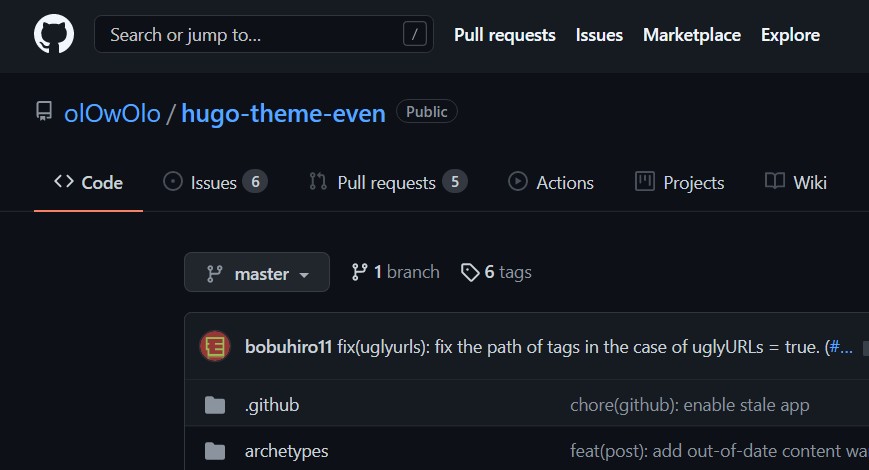 Search or jump to... / Pull requests Issues Marketplace Explore
olOwOlo / hugo-theme-even Public
Code Issues 6 Pull requests 5 Actions Projects Wiki
master 1 branch 6 tags
bobuhiro11 fix(uglyurls): fix the path of tags in the case of uglyURLs = true. (#...
.github chore(github): enable stale app
archetypes feat(post): add out-of-date content wa